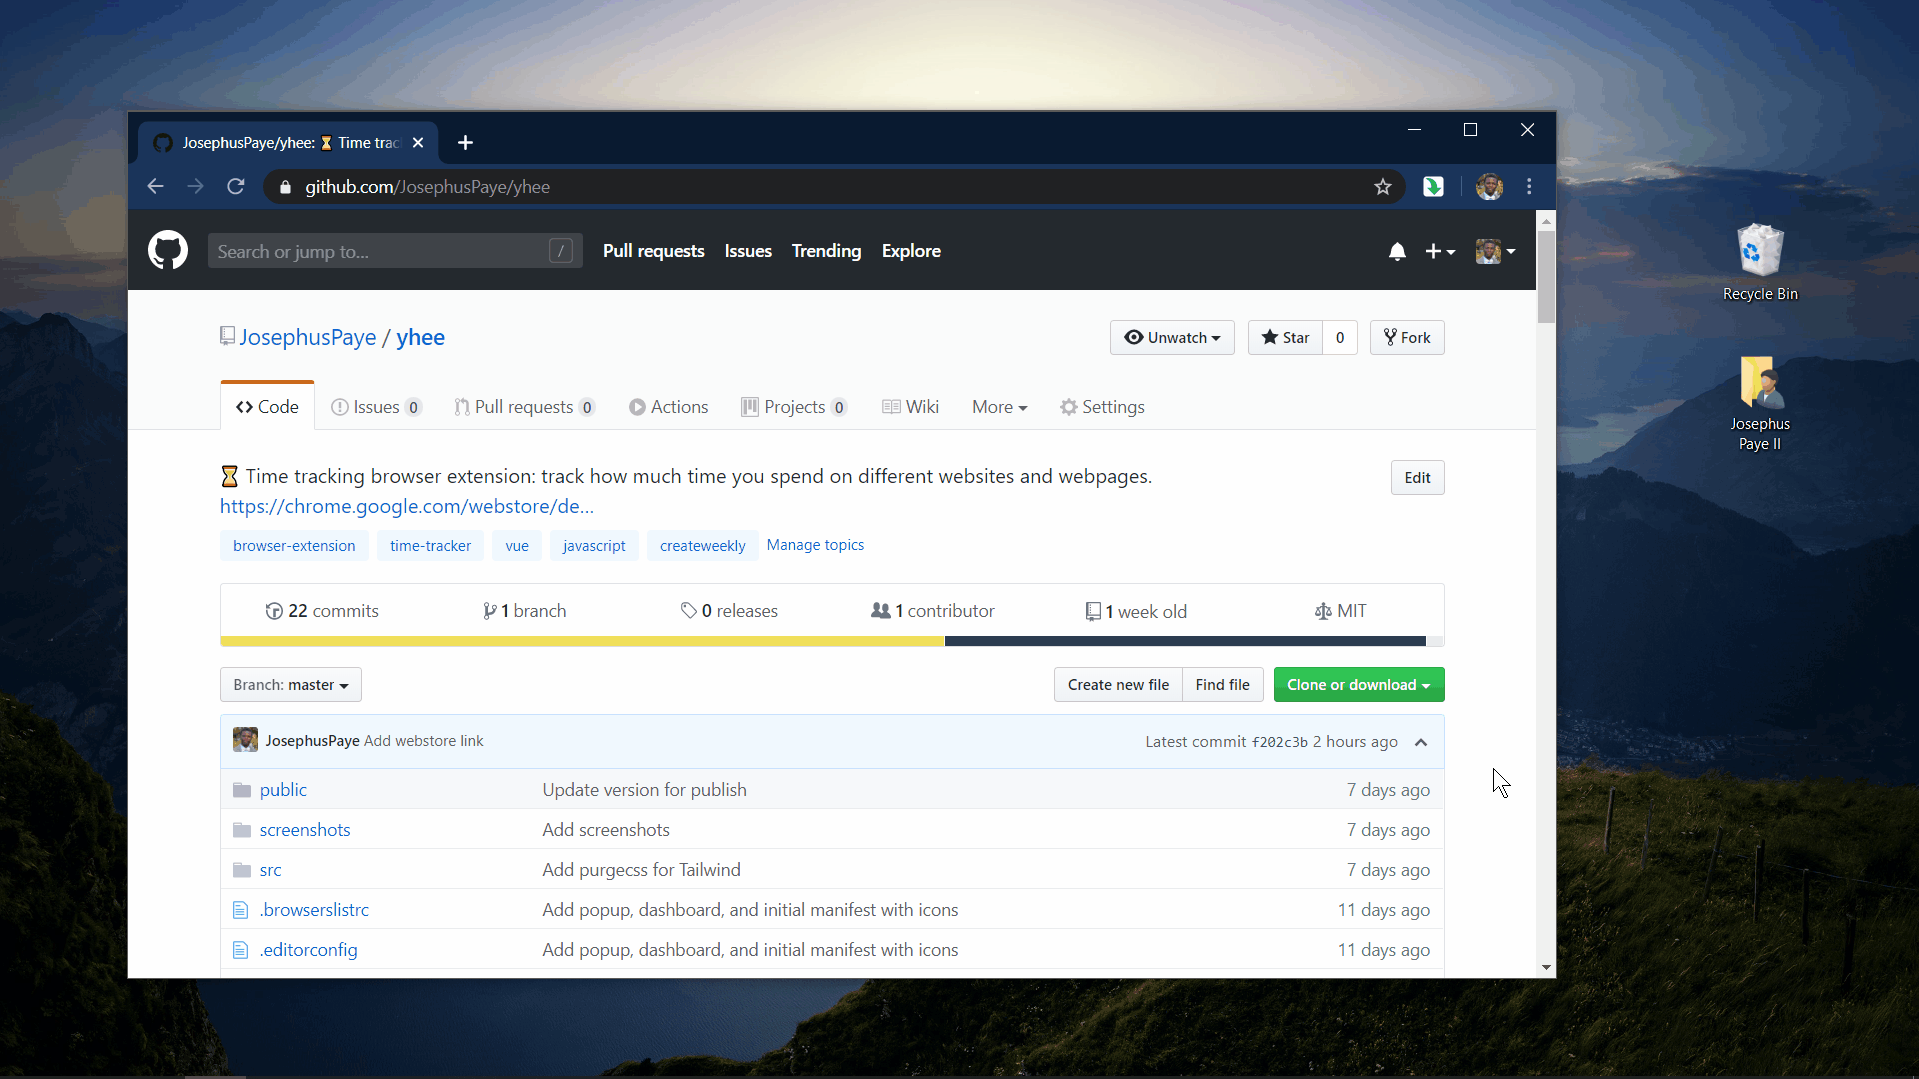 JosephusPaye/yhee: ⌛ Time trac
github.com/JosephusPaye/yhee
Search or jump to... /
Pull requests Issues Trending Explore
JosephusPaye / yhee
Unwatch Star 0 Fork
Code Issues 0 Pull requests 0 Actions Projects 0 Wiki More Settings
⌛ Time tracking browser extension: track how much time you spend on different websites and webpages.
Edit
https://chrome.google.com/webstore/de...
browser-extension time-tracker vue javascript createweekly Manage topics
22 commits 1 branch 0 releases 1 contributor 1 week old MIT
Branch: master Create new file Find file Clone or download
JosephusPaye Add webstore link Latest commit f202c3b 2 hours ago
public Update version for publish 7 days ago
screenshots Add screenshots 7 days ago
src Add purgecss for Tailwind 7 days ago
.browserslistrc Add popup, dashboard, and initial manifest with icons 11 days ago
.editorconfig Add popup, dashboard, and initial manifest with icons 11 days ago
Recycle Bin
Josephus
Paye II